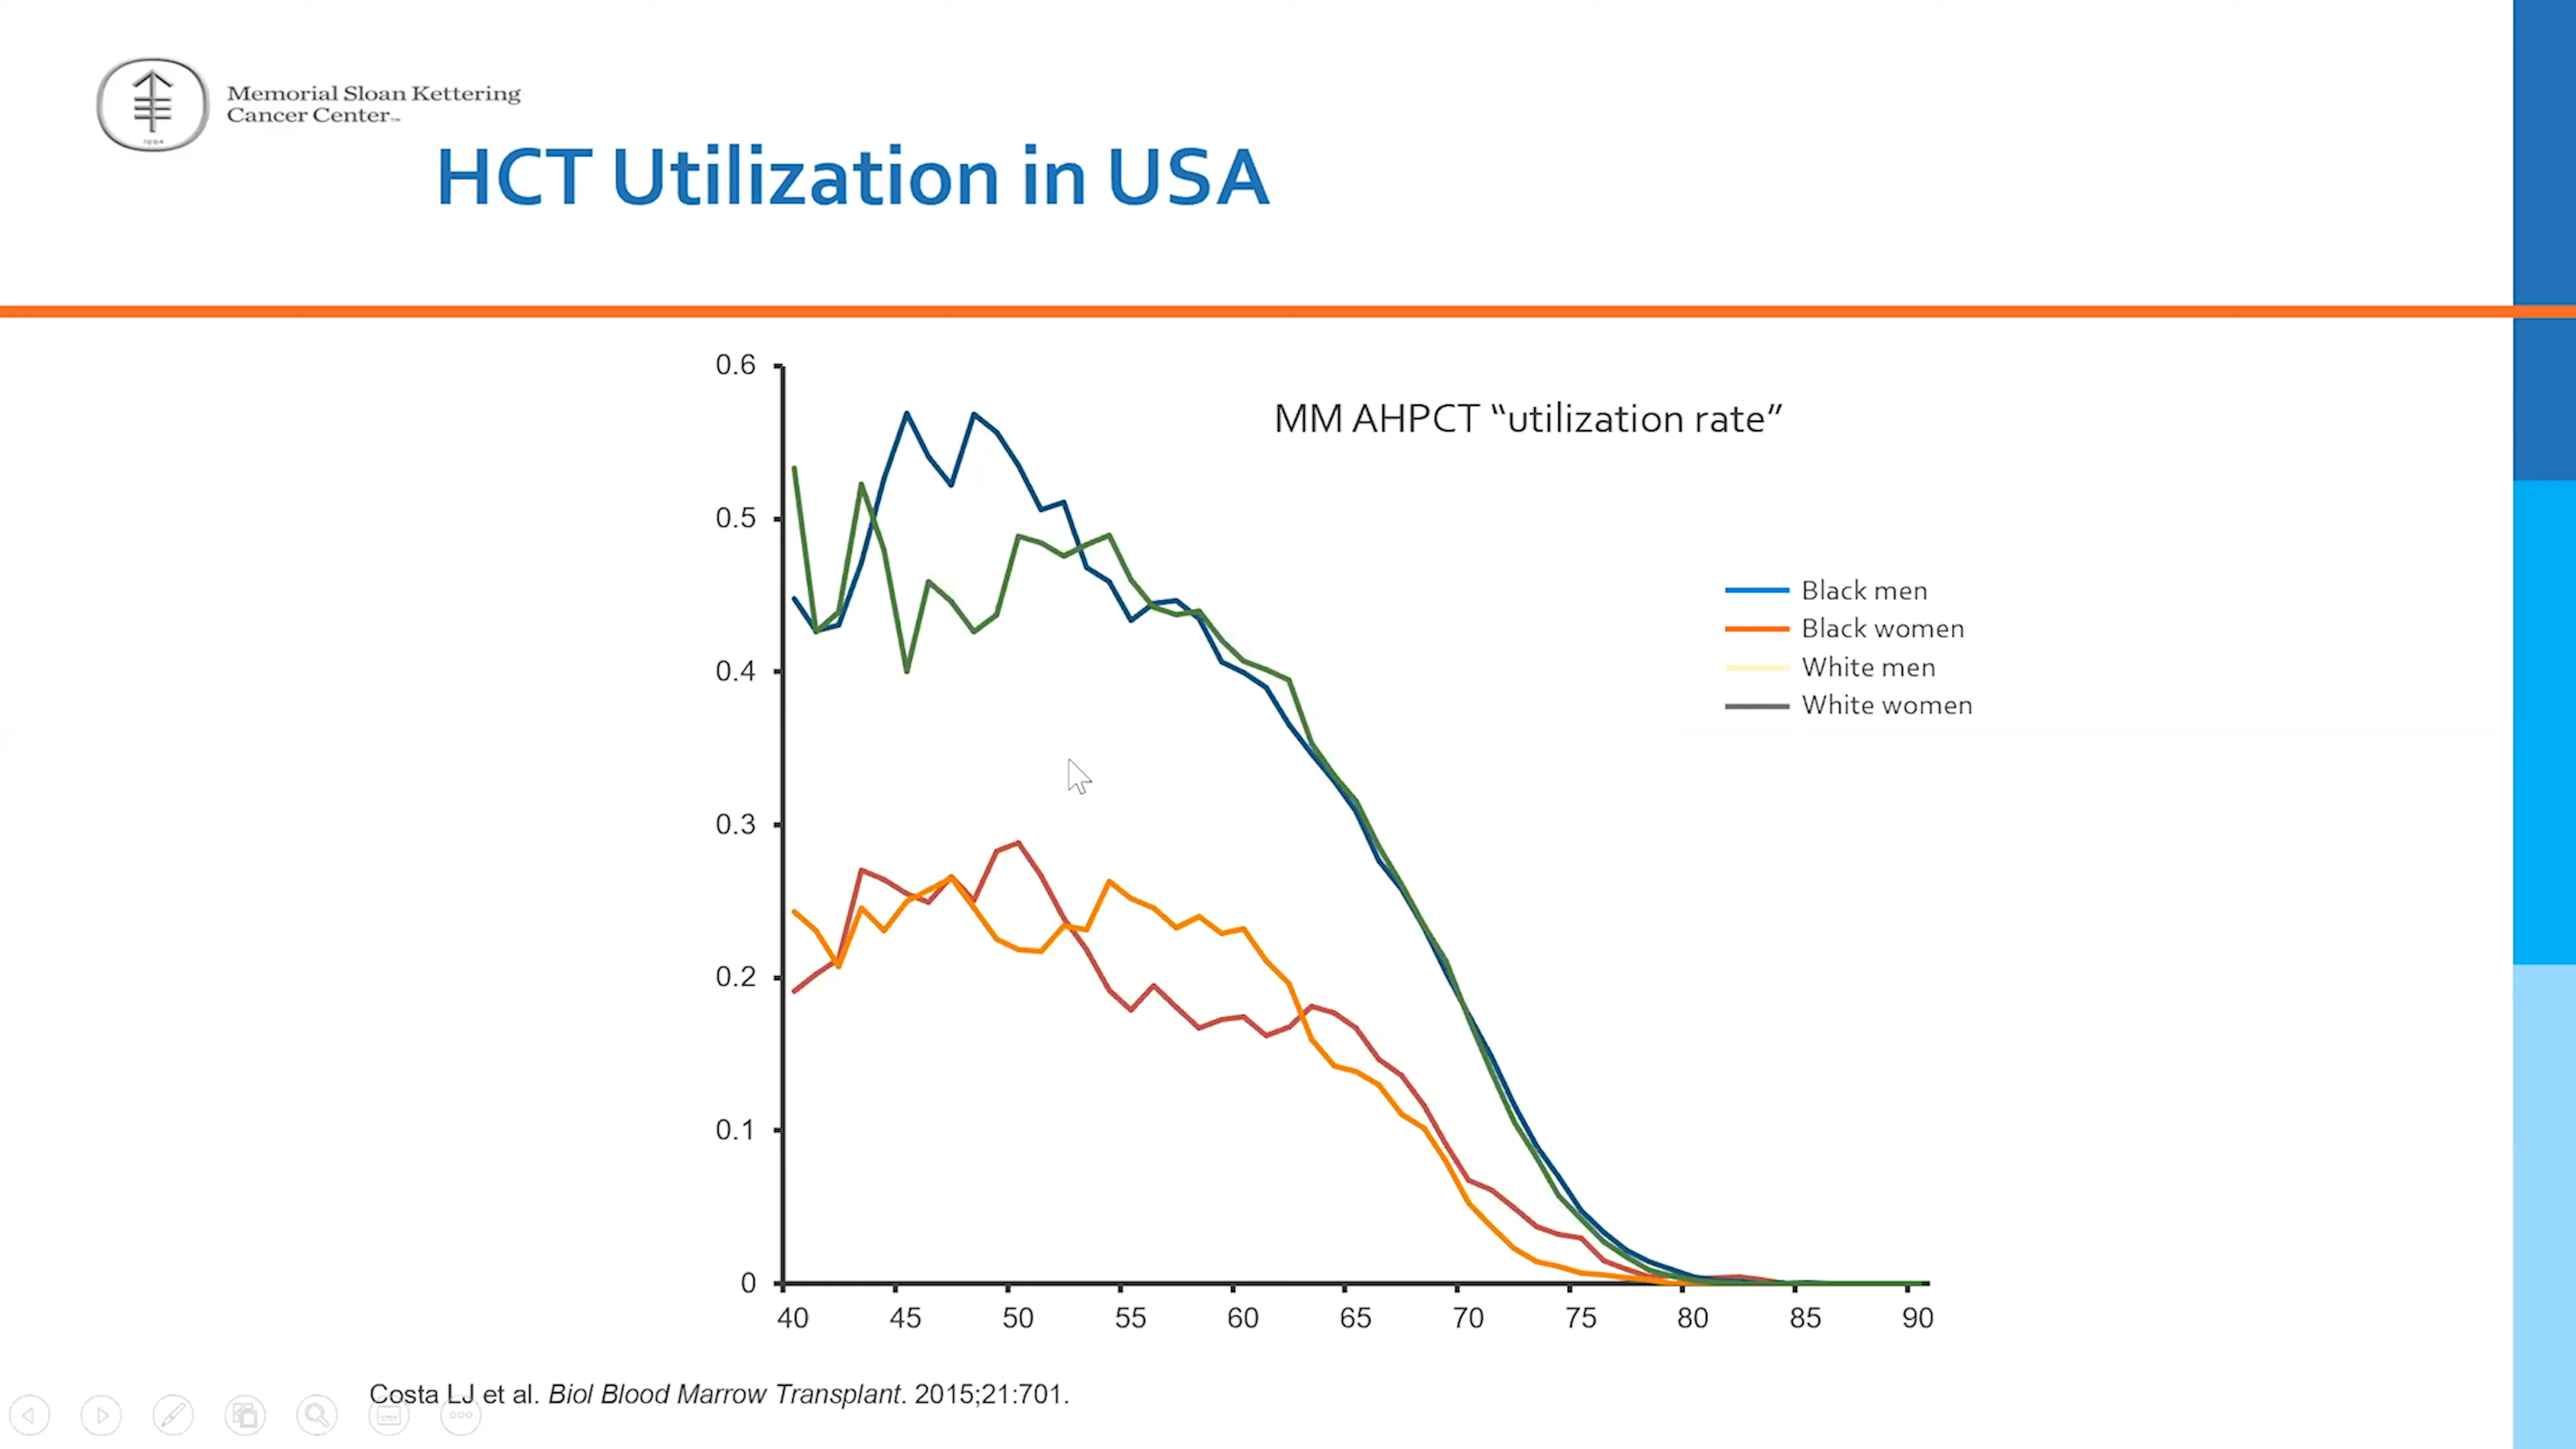 Memorial Sloan Kettering
Cancer Center™
HCT Utilization in USA
MM AHPCT “utilization rate”
0.6
0.5
0.4
0.3
0.2
0.1
0
40 45 50 55 60 65 70 75 80 85 90
Black men
Black women
White men
White women
Costa LJ et al. Biol Blood Marrow Transplant. 2015;21:701.